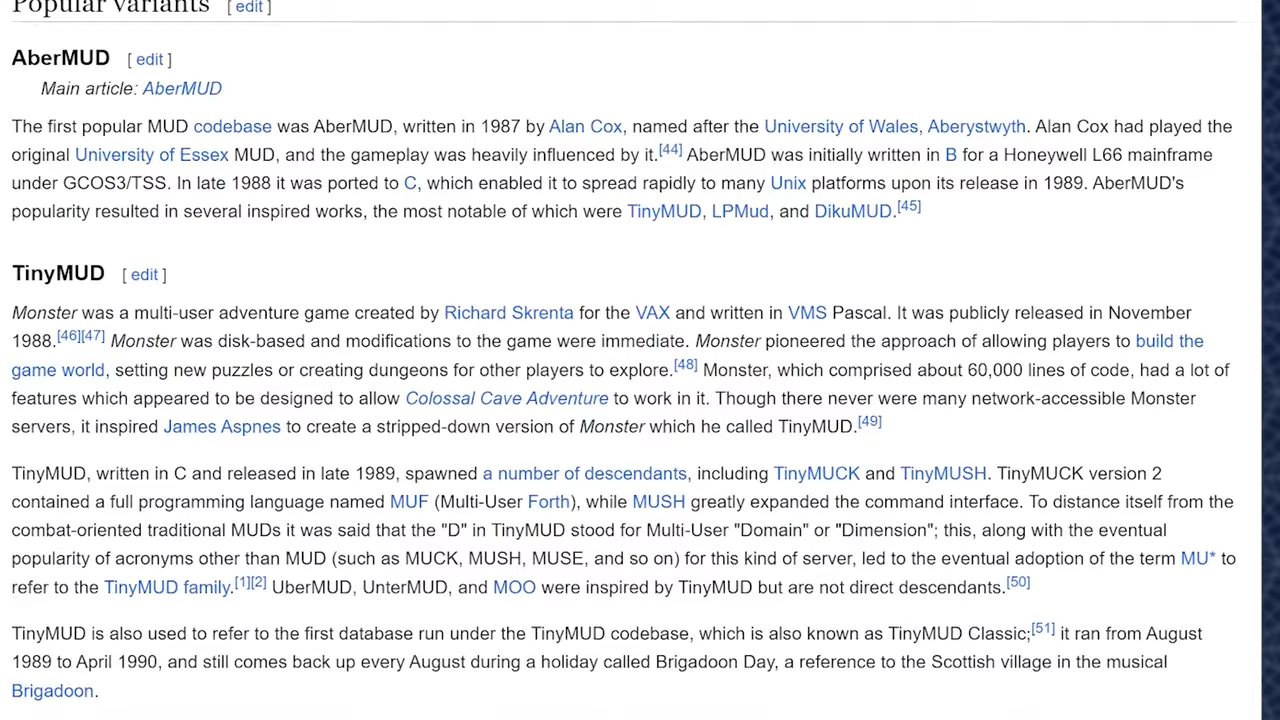 Popular variants [ edit ]
AberMUD [ edit ]
Main article: AberMUD
The first popular MUD codebase was AberMUD, written in 1987 by Alan Cox, named after the University of Wales, Aberystwyth. Alan Cox had played the
original University of Essex MUD, and the gameplay was heavily influenced by it.[44] AberMUD was initially written in B for a Honeywell L66 mainframe
under GCOS3/TSS. In late 1988 it was ported to C, which enabled it to spread rapidly to many Unix platforms upon its release in 1989. AberMUD's
popularity resulted in several inspired works, the most notable of which were TinyMUD, LPMud, and DikuMUD.[45]
TinyMUD [ edit ]
Monster was a multi-user adventure game created by Richard Skrenta for the VAX and written in VMS Pascal. It was publicly released in November
1988.[46][47] Monster was disk-based and modifications to the game were immediate. Monster pioneered the approach of allowing players to build the
game world, setting new puzzles or creating dungeons for other players to explore.[48] Monster, which comprised about 60,000 lines of code, had a lot of
features which appeared to be designed to allow Colossal Cave Adventure to work in it. Though there never were many network-accessible Monster
servers, it inspired James Aspnes to create a stripped-down version of Monster which he called TinyMUD.[49]
TinyMUD, written in C and released in late 1989, spawned a number of descendants, including TinyMUCK and TinyMUSH. TinyMUCK version 2
contained a full programming language named MUF (Multi-User Forth), while MUSH greatly expanded the command interface. To distance itself from the
combat-oriented traditional MUDs it was said that the "D" in TinyMUD stood for Multi-User "Domain" or "Dimension"; this, along with the eventual
popularity of acronyms other than MUD (such as MUCK, MUSH, MUSE, and so on) for this kind of server, led to the eventual adoption of the term MU* to
refer to the TinyMUD family.[1][2] UberMUD, UnterMUD, and MOO were inspired by TinyMUD but are not direct descendants.[50]
TinyMUD is also used to refer to the first database run under the TinyMUD codebase, which is also known as TinyMUD Classic;[51] it ran from August
1989 to April 1990, and still comes back up every August during a holiday called Brigadoon Day, a reference to the Scottish village in the musical
Brigadoon.